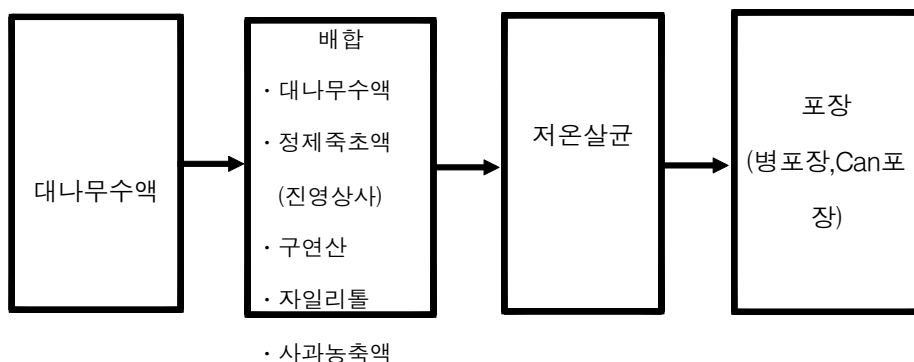 대나무수액
배합
· 대나무수액
· 정제죽초액
(진영상사)
· 구연산
· 자일리톨
· 사과농축액
저온살균
포장
(병포장,Can포
장)